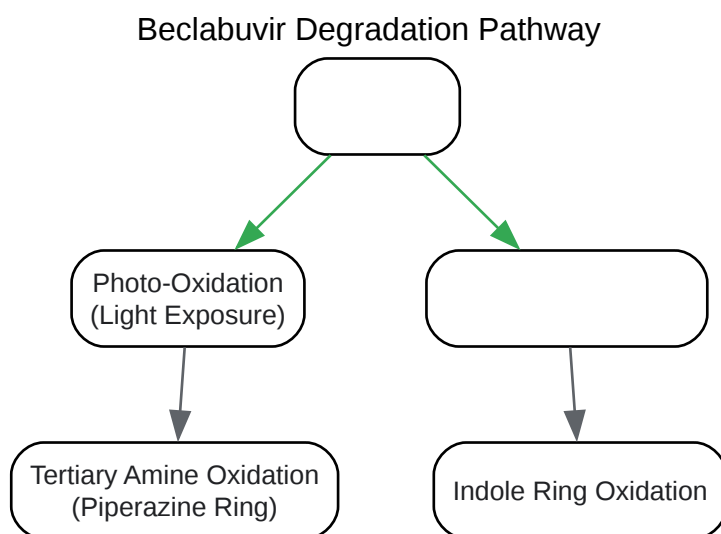 Beclabuvir Degradation Pathway
Photo-Oxidation
(Light Exposure)
Tertiary Amine Oxidation
(Piperazine Ring)
Indole Ring Oxidation